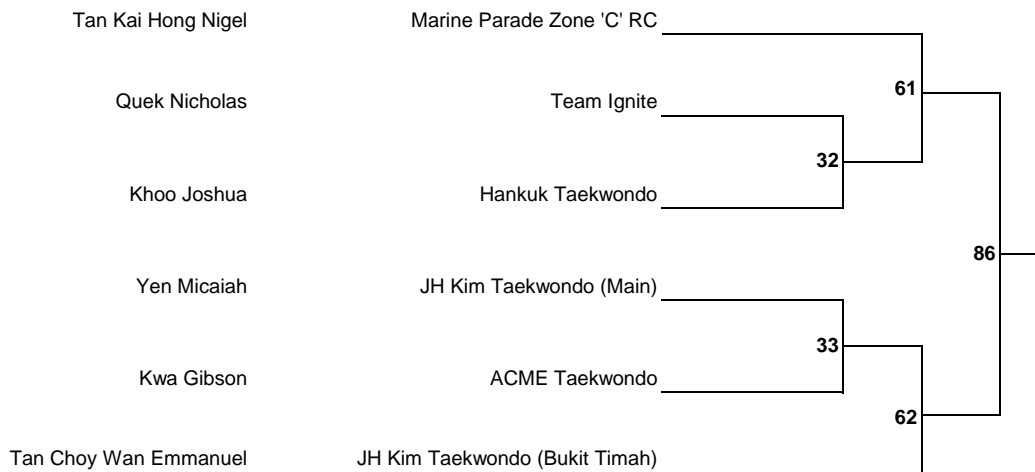 Tan Kai Hong Nigel Marine Parade Zone 'C' RC
61
Quek Nicholas Team Ignite
32
Khoo Joshua Hankuk Taekwondo
86
Yen Micaiah JH Kim Taekwondo (Main)
33
Kwa Gibson ACME Taekwondo
62
Tan Choy Wan Emmanuel JH Kim Taekwondo (Bukit Timah)